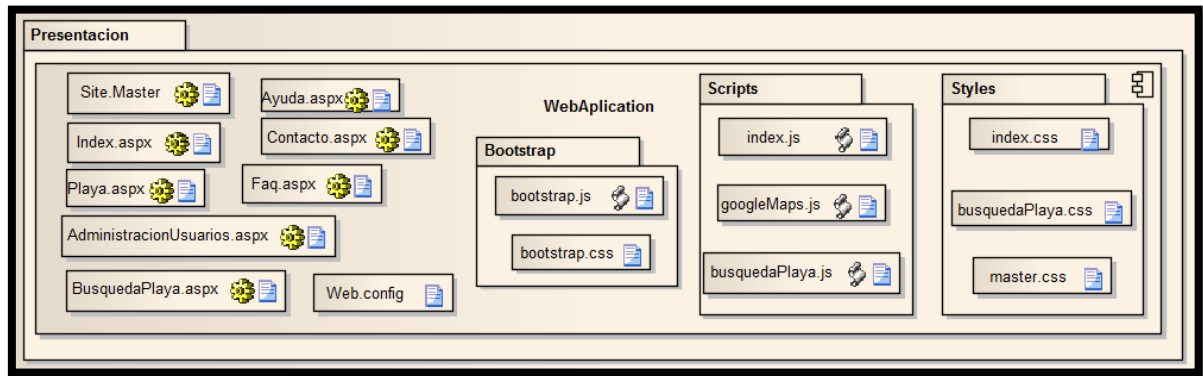 Presentacion
Site.Master
Index.aspx
Playa.aspx
AdministracionUsuarios.aspx
BusquedaPlaya.aspx
Ayuda.aspx
Contacto.aspx
Faq.aspx
Web.config
WebAplication
Bootstrap
bootstrap.js
bootstrap.css
Scripts
index.js
googleMaps.js
busquedaPlaya.js
Styles
index.css
busquedaPlaya.css
master.css